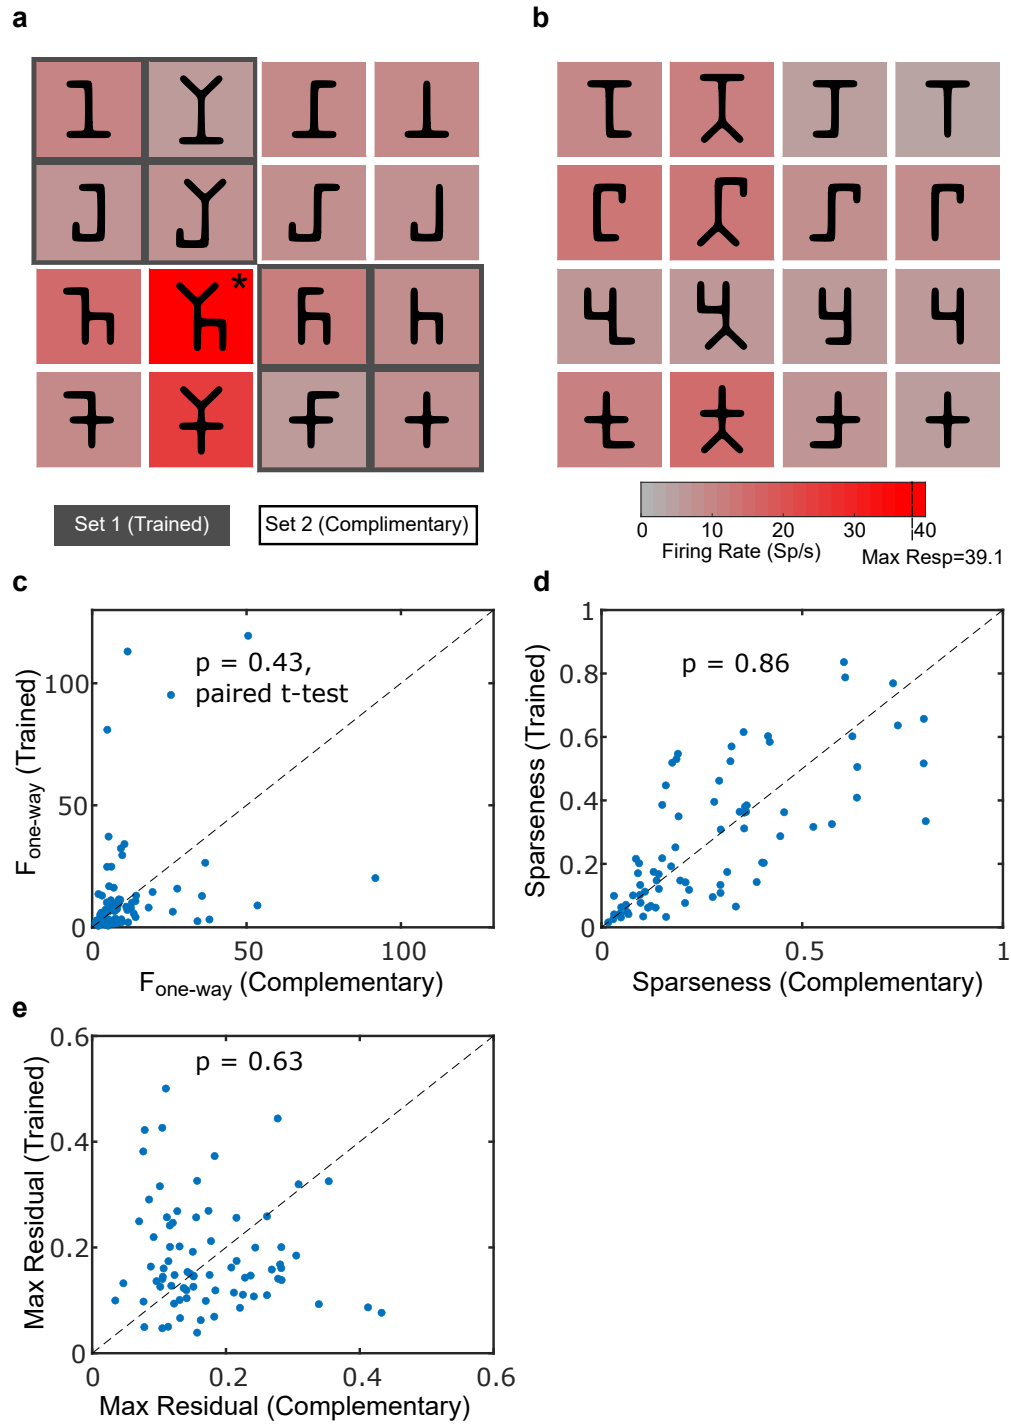 a
b
*
Set 1 (Trained)
Set 2 (Complimentary)
0 10 20 30 40
Firing Rate (Sp/s)
Max Resp=39.1
c
d
p = 0.43,
paired t-test
100
50
0
0 50 100
F one-way (Trained)
F one-way (Complementary)
p = 0.86
1
0.8
0.6
0.4
0.2
0
0 0.5 1
Sparseness (Trained)
Sparseness (Complementary)
e
p = 0.63
0.6
0.4
0.2
0
0 0.2 0.4 0.6
Max Residual (Trained)
Max Residual (Complementary)